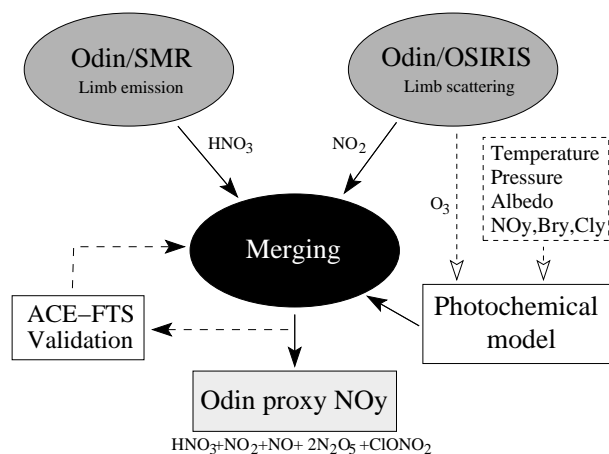 Odin/SMR
Limb emission
Odin/OSIRIS
Limb scattering
HNO₃
NO₂
O₃
Temperature
Pressure
Albedo
NOy,Bry,Cly
Merging
ACE–FTS
Validation
Photochemical
model
Odin proxy NOy
HNO₃+NO₂+NO+ 2N₂O₅ +ClONO₂